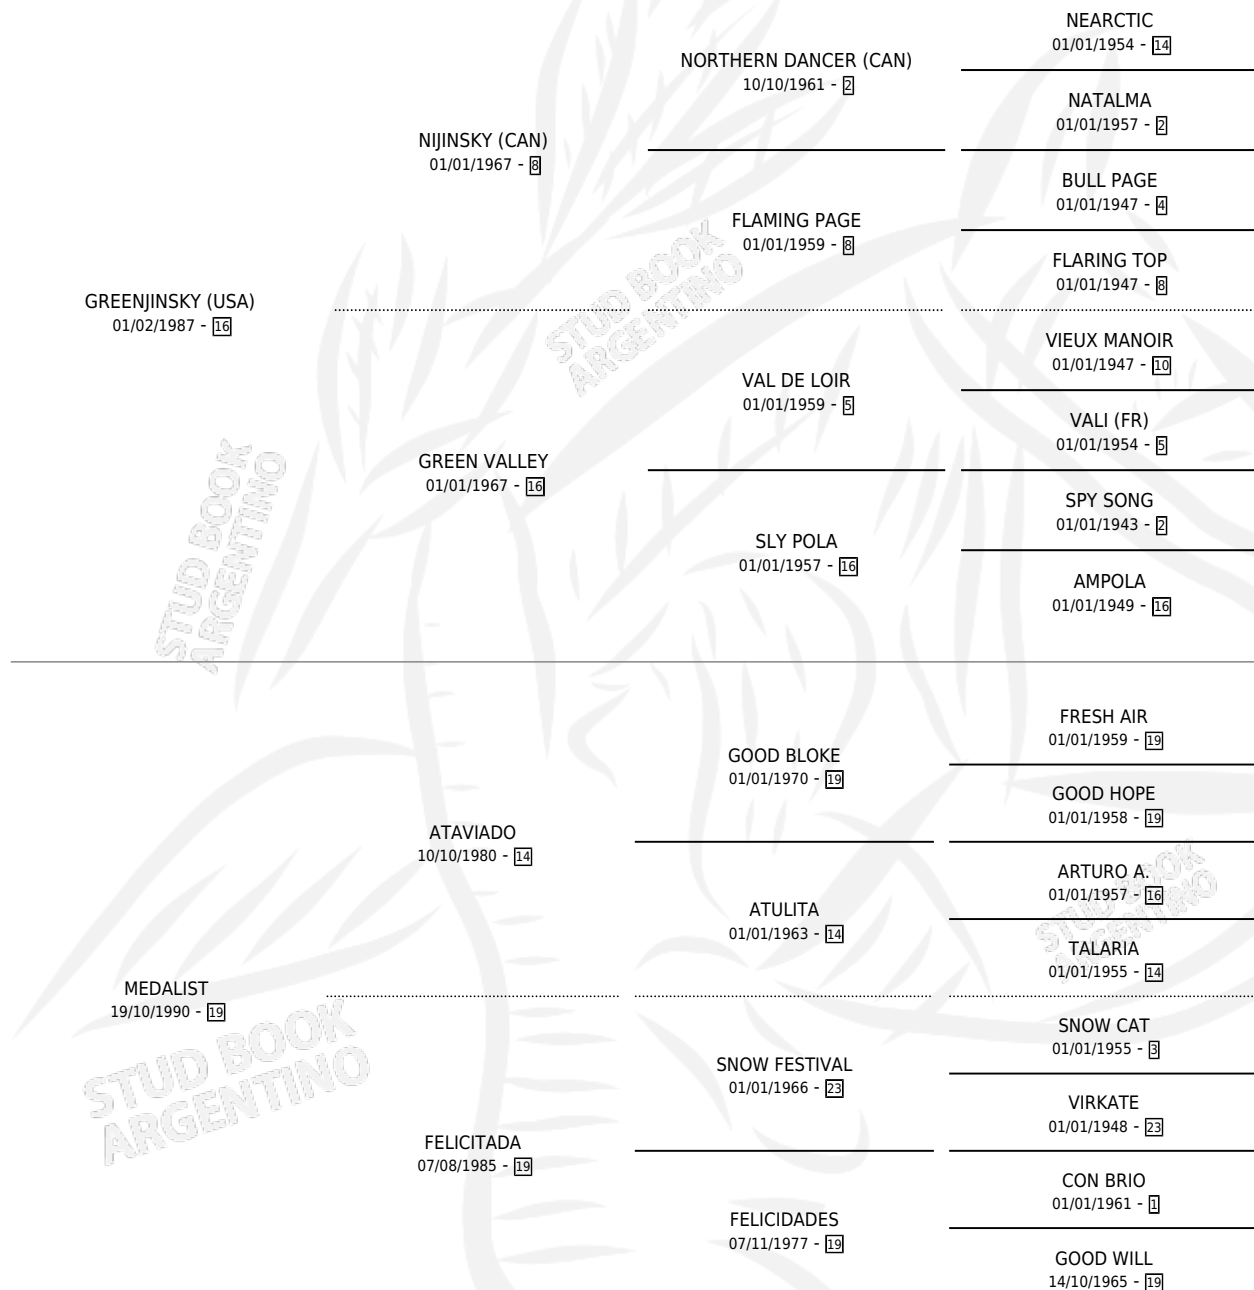 NEARCTIC
01/01/1954 - 14
NORTHERN DANCER (CAN)
10/10/1961 - 2
NATALMA
01/01/1957 - 2
NIJINSKY (CAN)
01/01/1967 - 8
BULL PAGE
01/01/1947 - 4
FLAMING PAGE
01/01/1959 - 8
FLARING TOP
01/01/1947 - 8
GREENJINSKY (USA)
01/02/1987 - 16
VIEUX MANOIR
01/01/1947 - 10
VAL DE LOIR
01/01/1959 - 5
VALI (FR)
01/01/1954 - 5
GREEN VALLEY
01/01/1967 - 16
SPY SONG
01/01/1943 - 2
SLY POLA
01/01/1957 - 16
AMPOLA
01/01/1949 - 16
FRESH AIR
01/01/1959 - 19
GOOD BLOKE
01/01/1970 - 19
GOOD HOPE
01/01/1958 - 19
ATAVIADO
10/10/1980 - 14
ARTURO A.
01/01/1957 - 16
ATULITA
01/01/1963 - 14
TALARIA
01/01/1955 - 14
MEDALIST
19/10/1990 - 19
SNOW CAT
01/01/1955 - 3
SNOW FESTIVAL
01/01/1966 - 23
VIRKATE
01/01/1948 - 23
FELICITADA
07/08/1985 - 19
CON BRIO
01/01/1961 - 1
FELICIDADES
07/11/1977 - 19
GOOD WILL
14/10/1965 - 19
STUD BOOK
ARGENTINO
STUD BOOK
ARGENTINO
STUD BOOK
ARGENTINO
STUD BOOK
ARGENTINO